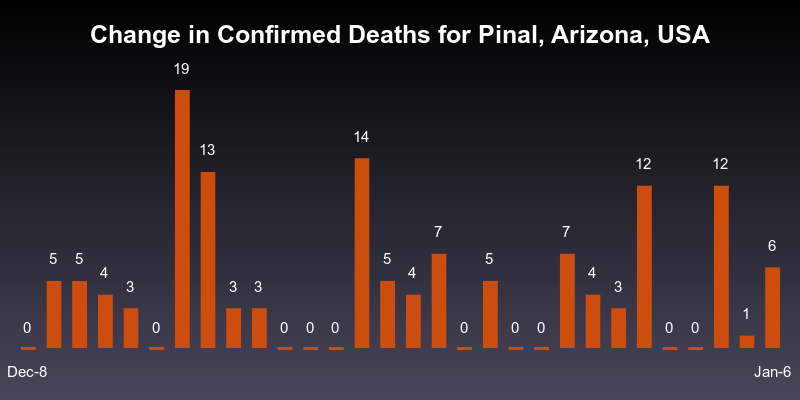 Change in Confirmed Deaths for Pinal, Arizona, USA
0 5 5 4 3 0 19 13 3 3 0 0 0 14 5 4 7 0 5 0 0 7 4 3 12 0 0 12 1 6
Dec-8 Jan-6